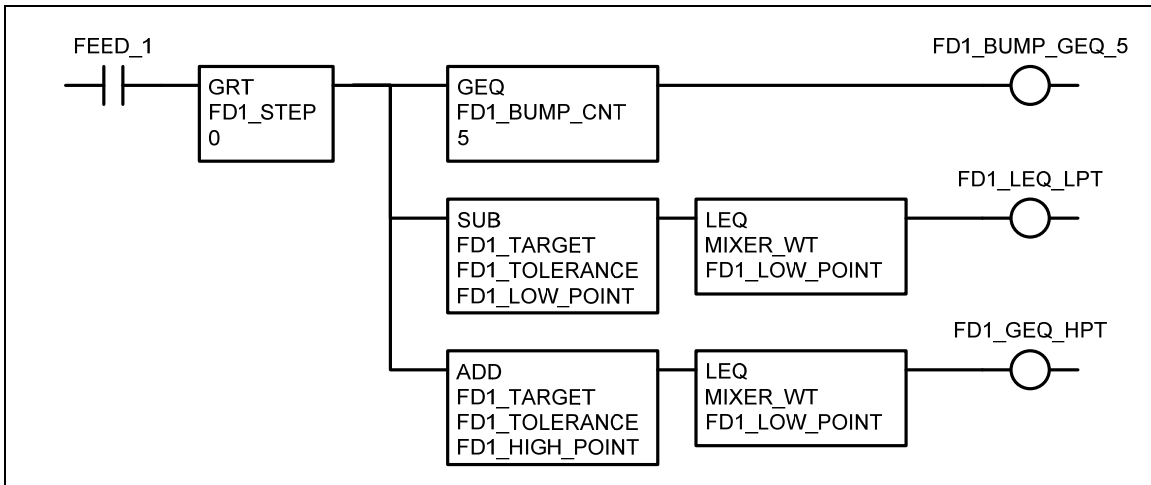 FEED_1
GRT
FD1_STEP
0
GEQ
FD1_BUMP_CNT
5
FD1_BUMP_GEQ_5
SUB
FD1_TARGET
FD1_TOLERANCE
FD1_LOW_POINT
LEQ
MIXER_WT
FD1_LOW_POINT
FD1_LEQ_LPT
ADD
FD1_TARGET
FD1_TOLERANCE
FD1_HIGH_POINT
LEQ
MIXER_WT
FD1_LOW_POINT
FD1_GEQ_HPT